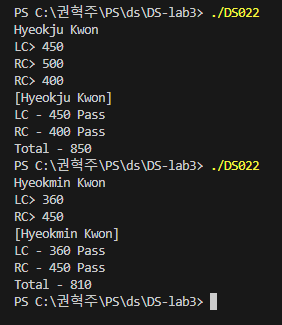 PS C:\권혁주\PS\ds\DS-lab3> ./DS022
Hyeokju Kwon
LC> 450
RC> 500
RC> 400
[Hyeokju Kwon]
LC - 450 Pass
RC - 400 Pass
Total - 850
PS C:\권혁주\PS\ds\DS-lab3> ./DS022
Hyeokmin Kwon
LC> 360
RC> 450
[Hyeokmin Kwon]
LC - 360 Pass
RC - 450 Pass
Total - 810
PS C:\권혁주\PS\ds\DS-lab3>